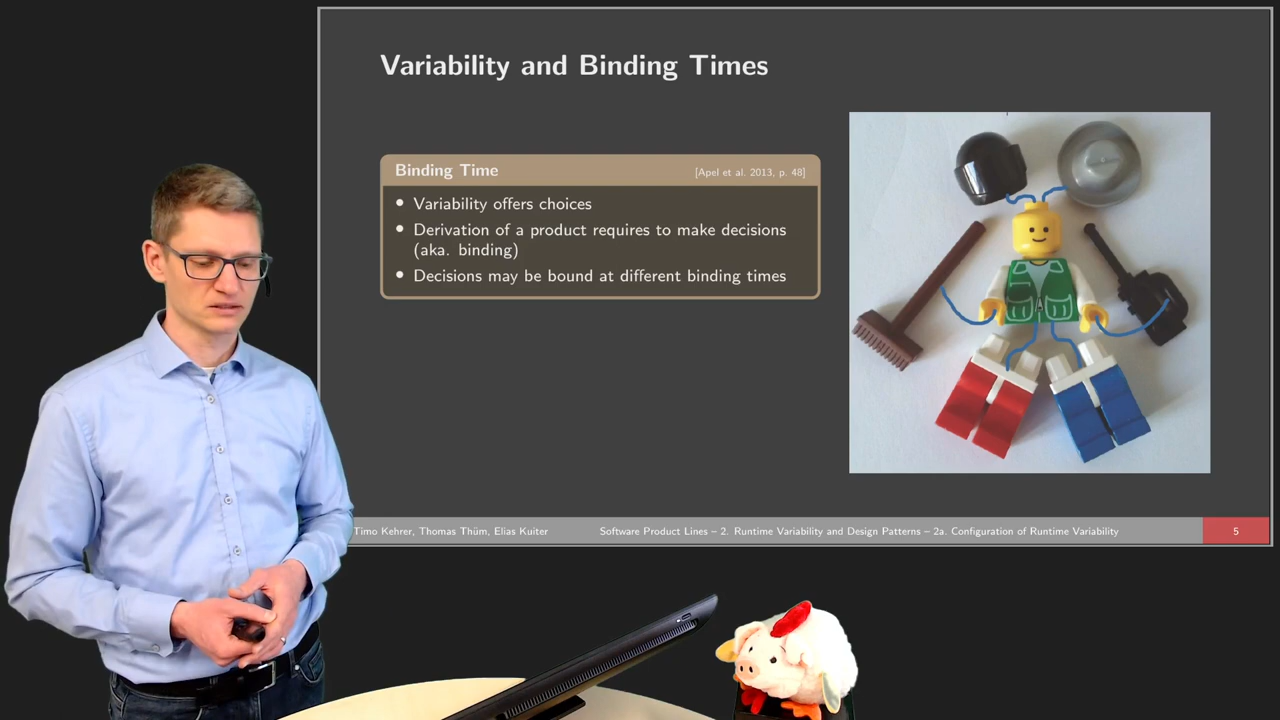 Variability and Binding Times
Binding Time [Apel et al. 2013, p. 48]
• Variability offers choices
• Derivation of a product requires to make decisions
(aka. binding)
• Decisions may be bound at different binding times
Timo Kehrer, Thomas Thüm, Elias Kuiter Software Product Lines – 2. Runtime Variability and Design Patterns – 2a. Configuration of Runtime Variability 5